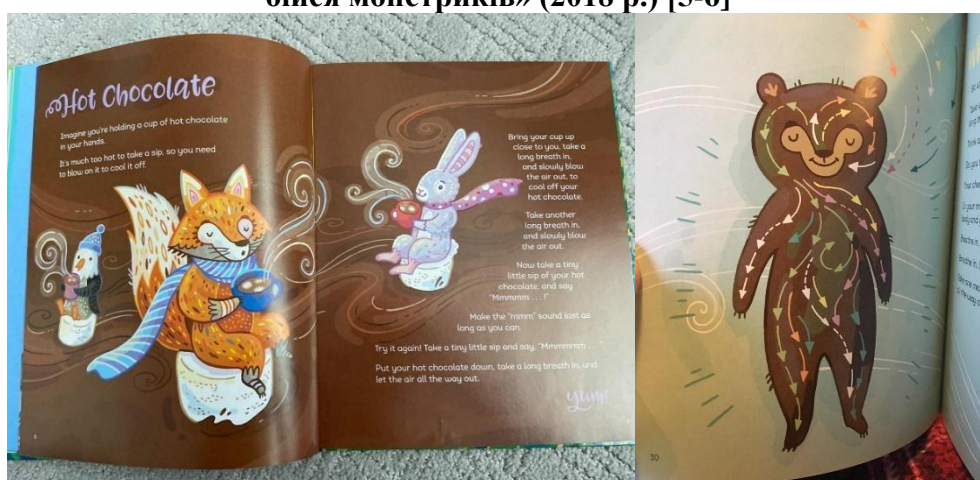 бійся монстриків» (2018 р.) [5-6]
Hot Chocolate
Imagine you're holding a cup of hot chocolate
in your hands.
It's much too hot to take a sip, so you need
to blow on it to cool it off.
Bring your cup up
close to you, take a
long breath in,
and slowly blow
the air out, to
cool off your
hot chocolate.
Take another
long breath in,
and slowly blow
the air out.
Now take a tiny
little sip of your hot
chocolate, and say
"Mmmmm . . . !"
Make the "mmm" sound last as
long as you can.
Try it again! Take a tiny little sip and say, "Mmmmmm . . ."
Put your hot chocolate down, take a long breath in, and
let the air all the way out.
yum!
30